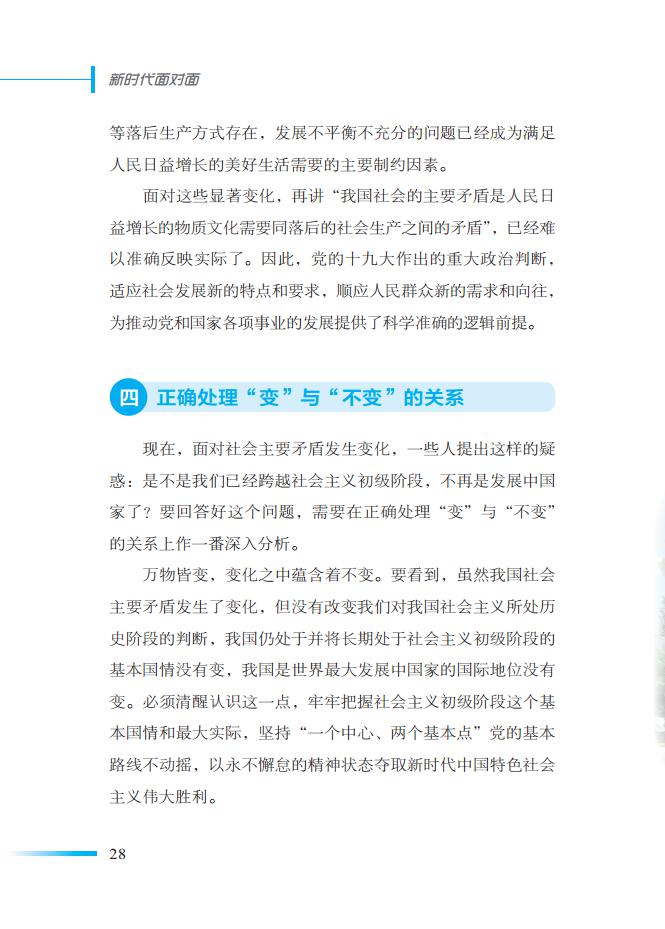 新时代面对面
等落后生产方式存在，发展不平衡不充分的问题已经成为满足
人民日益增长的美好生活需要的主要制约因素。
面对这些显著变化，再讲“我国社会的主要矛盾是人民日
益增长的物质文化需要同落后的社会生产之间的矛盾”，已经难
以准确反映实际了。因此，党的十九大作出的重大政治判断，
适应社会发展新的特点和要求，顺应人民群众新的需求和向往，
为推动党和国家各项事业的发展提供了科学准确的逻辑前提。
四 正确处理“变”与“不变”的关系
现在，面对社会主要矛盾发生变化，一些人提出这样的疑
惑：是不是我们已经跨越社会主义初级阶段，不再是发展中国
家了？要回答好这个问题，需要在正确处理“变”与“不变”
的关系上作一番深入分析。
万物皆变，变化之中蕴含着不变。要看到，虽然我国社会
主要矛盾发生了变化，但没有改变我们对我国社会主义所处历
史阶段的判断，我国仍处于并将长期处于社会主义初级阶段的
基本国情没有变，我国是世界最大发展中国家的国际地位没有
变。必须清醒认识这一点，牢牢把握社会主义初级阶段这个基
本国情和最大实际，坚持“一个中心、两个基本点”党的基本
路线不动摇，以永不懈怠的精神状态夺取新时代中国特色社会
主义伟大胜利。
28